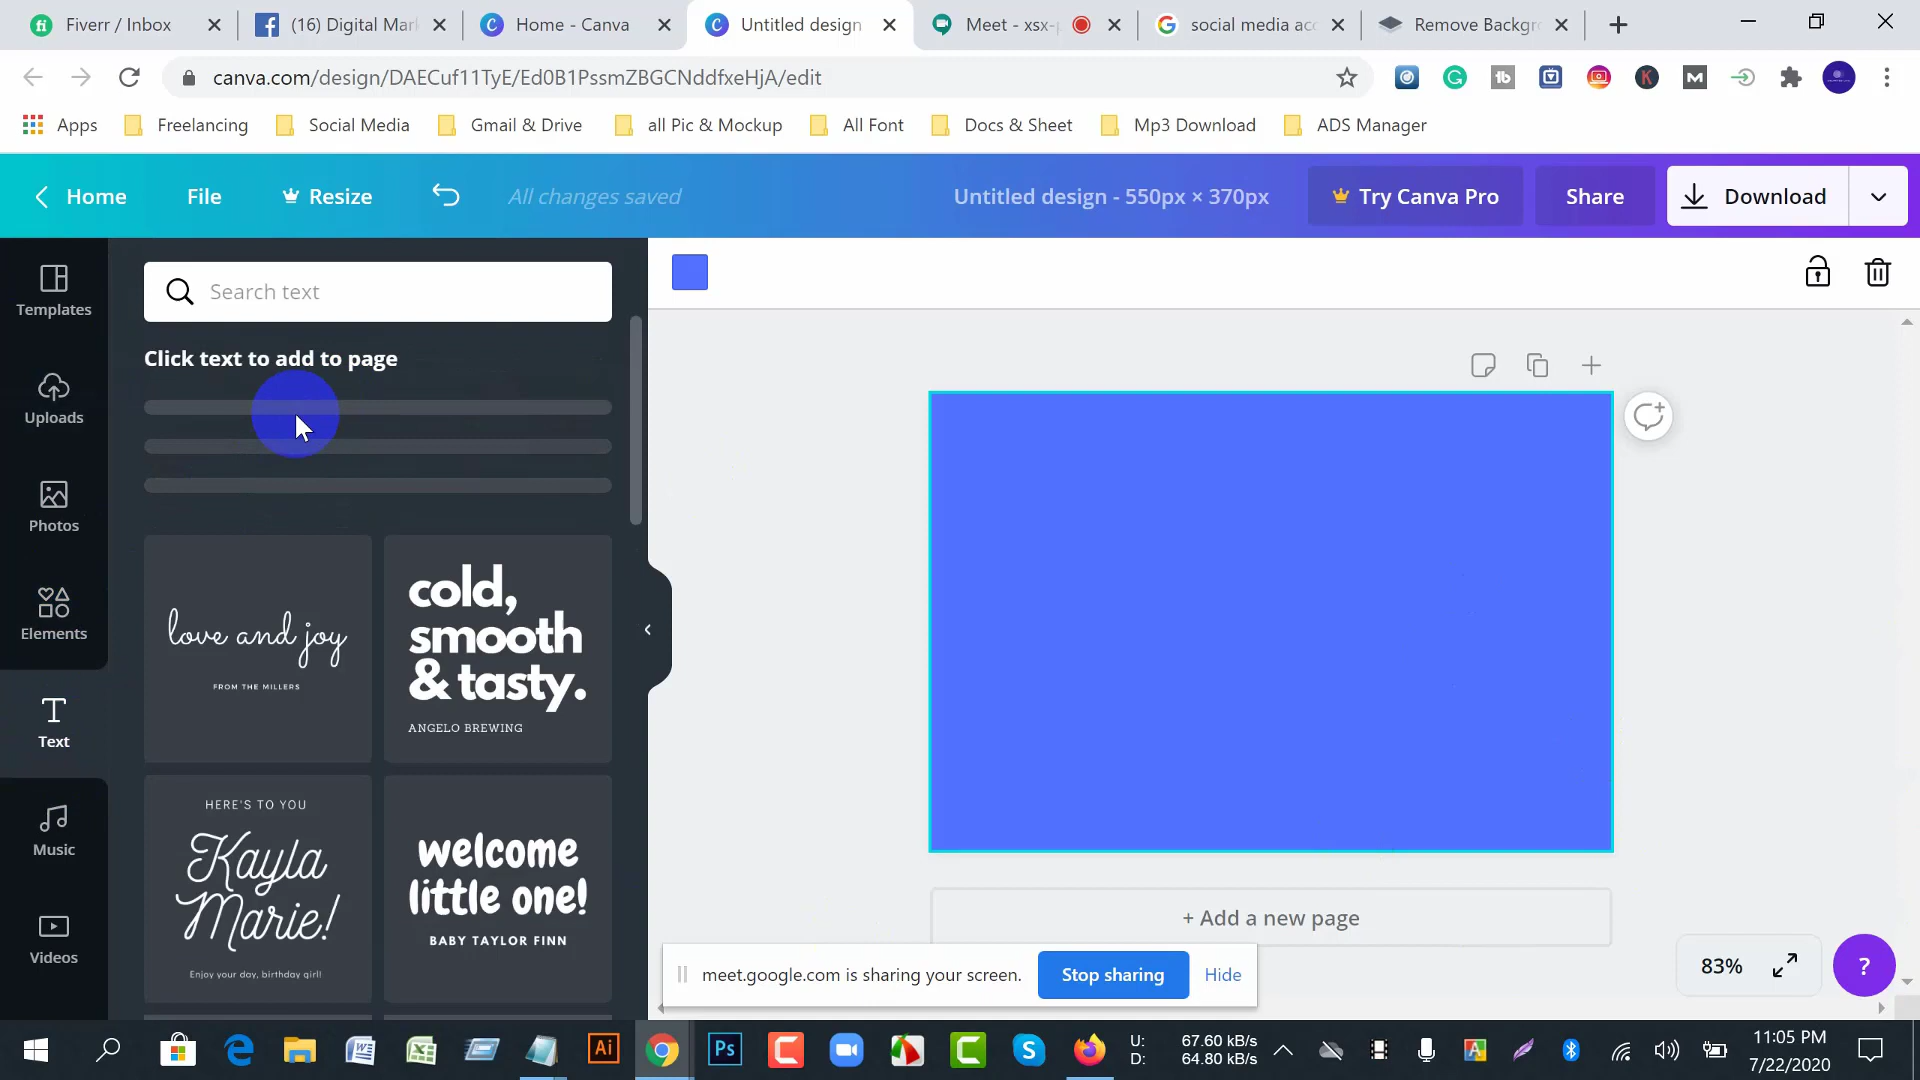 Fiverr / Inbox
(16) Digital Mark
Home - Canva
Untitled design
Meet - xsx-
social media acc
Remove Backgr
canva.com/design/DAECuf11TyE/Ed0B1PssmZBGCNddfxeHjA/edit
Apps
Freelancing
Social Media
Gmail & Drive
all Pic & Mockup
All Font
Docs & Sheet
Mp3 Download
ADS Manager
Home
File
Resize
All changes saved
Untitled design - 550px × 370px
Try Canva Pro
Share
Download
Templates
Uploads
Photos
Elements
Text
Music
Videos
Search text
Click text to add to page
love and joy
FROM THE MILLERS
cold,
smooth
& tasty.
ANGELO BREWING
HERE'S TO YOU
Kayla
Marie!
Enjoy your day, birthday girl!
welcome
little one!
BABY TAYLOR FINN
+ Add a new page
83%
?
meet.google.com is sharing your screen.
Stop sharing
Hide
U: 67.60 kB/s
D: 64.80 kB/s
11:05 PM
7/22/2020